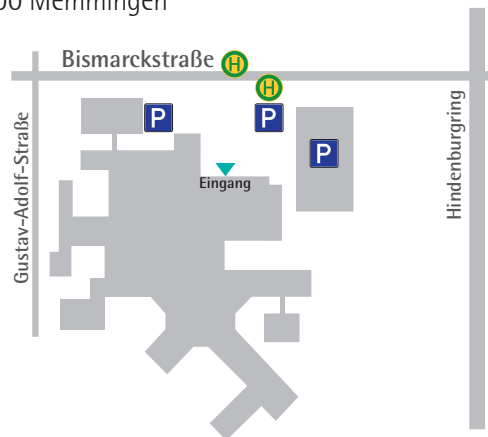 Memmingen
Bismarckstraße
H
H
P
P
P
Eingang
Gustav-Adolf-Straße
Hindenburgring